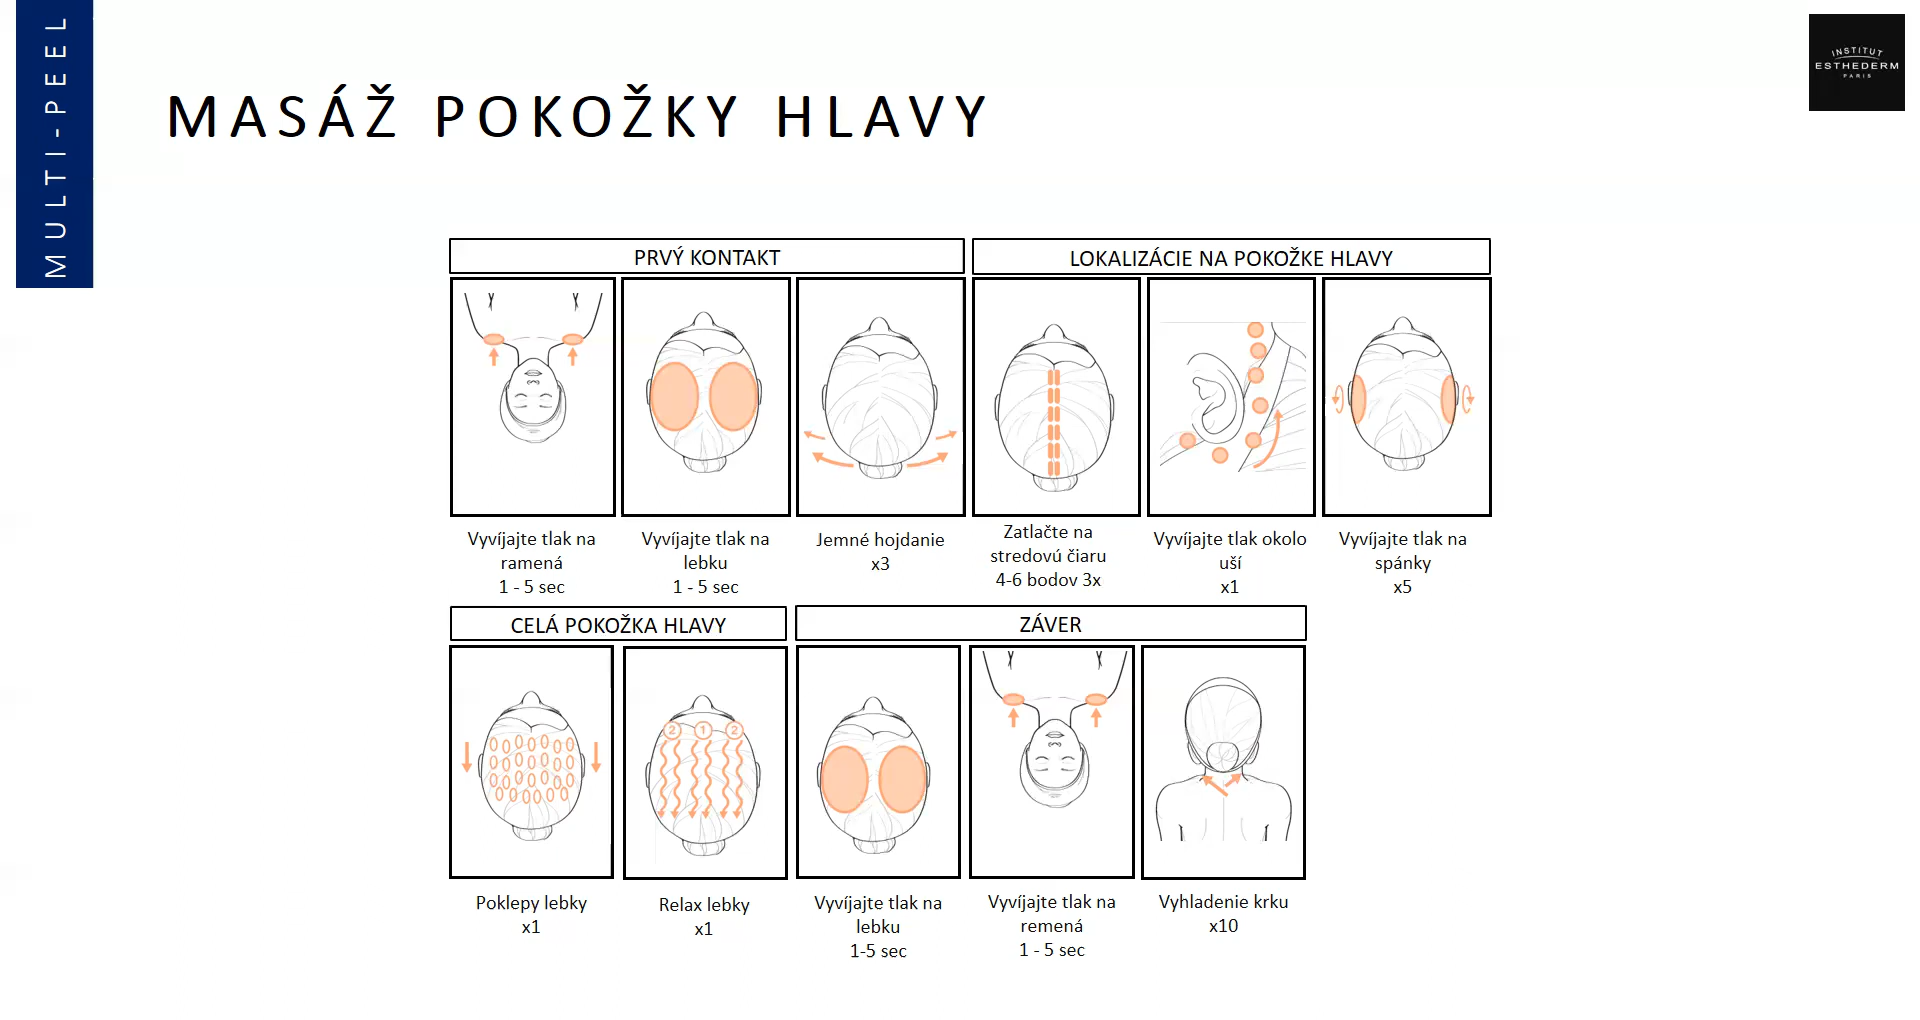 MULTI-PEEL
INSTITUT
ESTHEDERM
PARIS
MASÁŽ POKOŽKY HLAVY
PRVÝ KONTAKT
LOKALIZÁCIE NA POKOŽKE HLAVY
Vyvíjajte tlak na
ramená
1 - 5 sec
Vyvíjajte tlak na
lebku
1 - 5 sec
Jemné hojdanie
x3
Zatlačte na
stredovú čiaru
4-6 bodov 3x
Vyvíjajte tlak okolo
uší
x1
Vyvíjajte tlak na
spánky
x5
CELÁ POKOŽKA HLAVY
ZÁVER
2 1 2
Poklepy lebky
x1
Relax lebky
x1
Vyvíjajte tlak na
lebku
1-5 sec
Vyvíjajte tlak na
remená
1 - 5 sec
Vyhladenie krku
x10